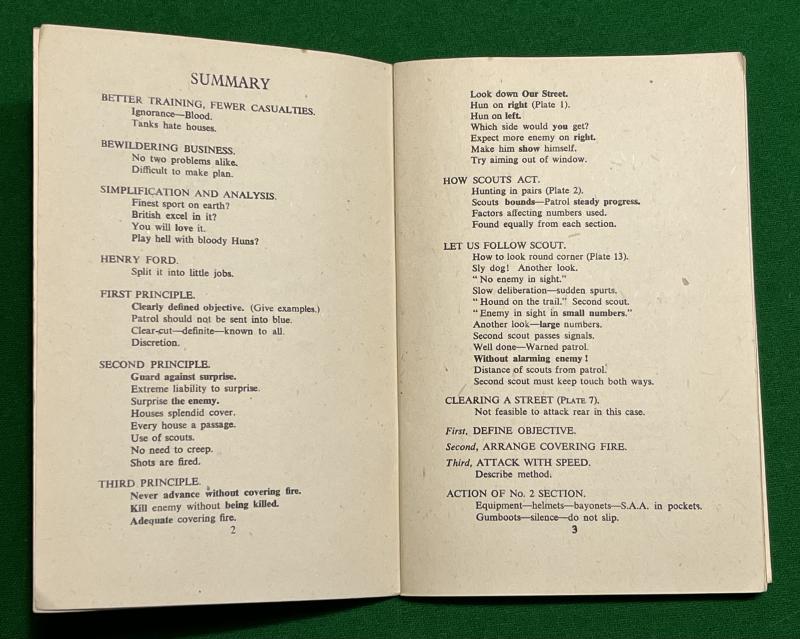 SUMMARY
BETTER TRAINING, FEWER CASUALTIES.
Ignorance—Blood.
Tanks hate houses.
BEWILDERING BUSINESS.
No two problems alike.
Difficult to make plan.
SIMPLIFICATION AND ANALYSIS.
Finest sport on earth?
British excel in it?
You will love it.
Play hell with bloody Huns?
HENRY FORD.
Split it into little jobs.
FIRST PRINCIPLE.
Clearly defined objective. (Give examples.)
Patrol should not be sent into blue.
Clear-cut—definite—known to all.
Discretion.
SECOND PRINCIPLE.
Guard against surprise.
Extreme liability to surprise.
Surprise the enemy.
Houses splendid cover.
Every house a passage.
Use of scouts.
No need to creep.
Shots are fired.
THIRD PRINCIPLE.
Never advance without covering fire.
Kill enemy without being killed.
Adequate covering fire.
2
Look down Our Street.
Hun on right (Plate 1).
Hun on left.
Which side would you get?
Expect more enemy on right.
Make him show himself.
Try aiming out of window.
HOW SCOUTS ACT.
Hunting in pairs (Plate 2).
Scouts bounds—Patrol steady progress.
Factors affecting numbers used.
Found equally from each section.
LET US FOLLOW SCOUT.
How to look round corner (Plate 13).
Sly dog! Another look.
"No enemy in sight."
Slow deliberation—sudden spurts.
"Hound on the trail." Second scout.
"Enemy in sight in small numbers."
Another look—large numbers.
Second scout passes signals.
Well done—Warned patrol.
Without alarming enemy!
Distance of scouts from patrol.
Second scout must keep touch both ways.
CLEARING A STREET (PLATE 7).
Not feasible to attack rear in this case.
First, DEFINE OBJECTIVE.
Second, ARRANGE COVERING FIRE.
Third, ATTACK WITH SPEED.
Describe method.
ACTION OF No. 2 SECTION.
Equipment—helmets—bayonets—S.A.A. in pockets.
Gumboots—silence—do not slip.
3